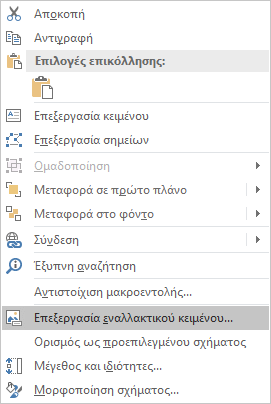 Αποκοπή
Αντιγραφή
Επιλογές επικόλλησης:
Επεξεργασία κειμένου
Επεξεργασία σημείων
Ομαδοποίηση
Μεταφορά σε πρώτο πλάνο
Μεταφορά στο φόντο
Σύνδεση
Έξυπνη αναζήτηση
Αντιστοίχιση μακροεντολής...
Επεξεργασία εναλλακτικού κειμένου...
Ορισμός ως προεπιλεγμένου σχήματος
Μέγεθος και ιδιότητες...
Μορφοποίηση σχήματος...